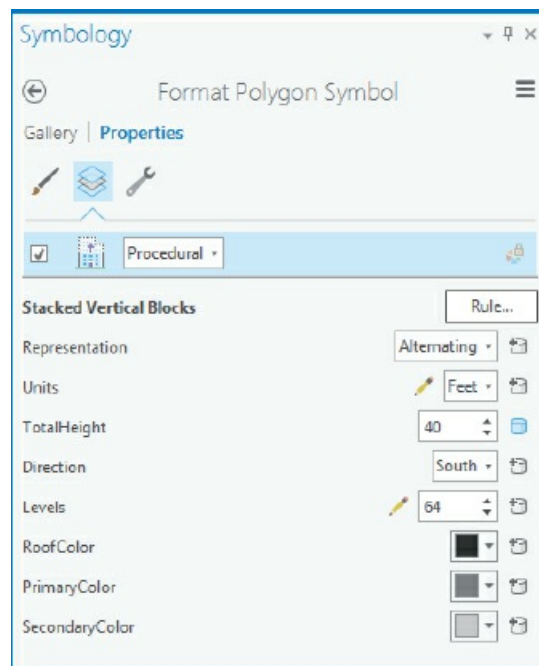 Symbology
Format Polygon Symbol
Gallery | Properties
Procedural
Stacked Vertical Blocks Rule...
Representation Alternating
Units Feet
TotalHeight 40
Direction South
Levels 64
RoofColor
PrimaryColor
SecondaryColor